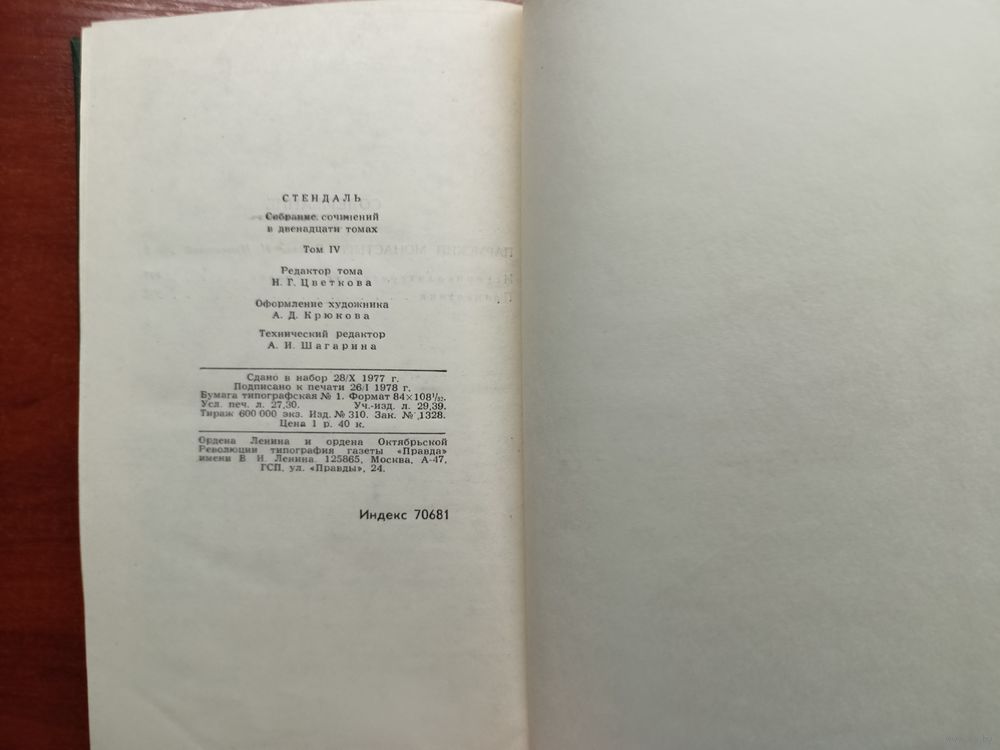 СТЕНДАЛЬ
Собрание сочинений
в двенадцати томах
Том IV
Редактор тома
Н. Г. Цветкова
Оформление художника
А. Д. Крюкова
Технический редактор
А. И. Шагарина
Сдано в набор 28/X 1977 г.
Подписано к печати 26/I 1978 г.
Бумага типографская № 1. Формат 84×108¹/₃₂.
Усл. печ. л. 27,30. Уч.-изд. л. 29,39.
Тираж 600 000 экз. Изд. № 310. Зак. № 1328.
Цена 1 р. 40 к.
Ордена Ленина и ордена Октябрьской
Революции типография газеты «Правда»
имени В. И. Ленина. 125865, Москва, А-47,
ГСП, ул. «Правды», 24.
Индекс 70681